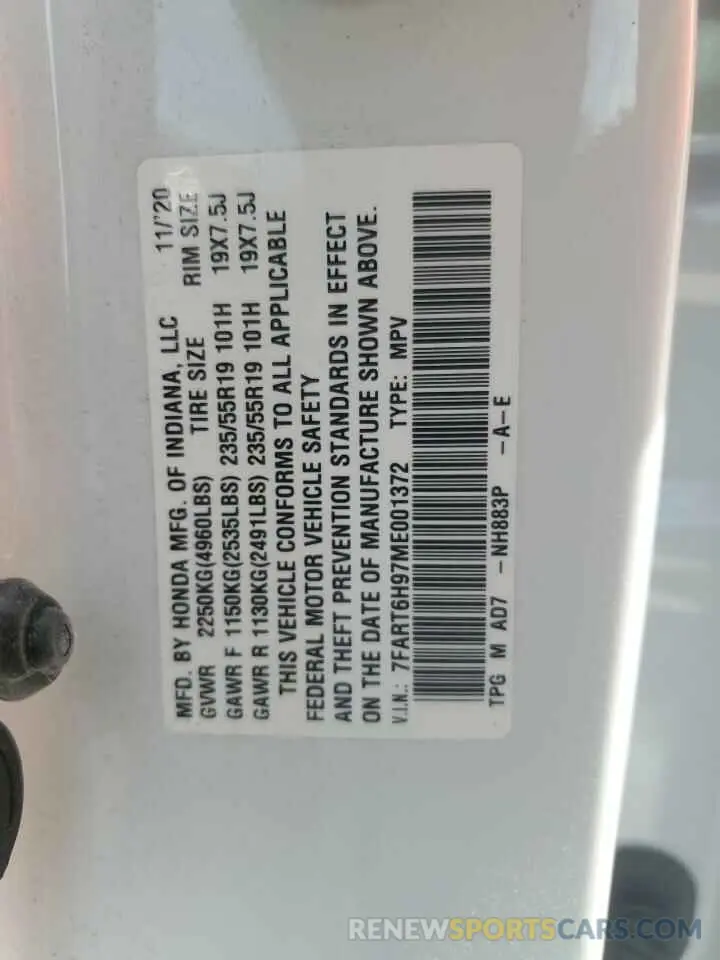 MFD. BY HONDA MFG. OF INDIANA, LLC 11/'20
GVWR 2250KG(4960LBS) TIRE SIZE RIM SIZE
GAWR F 1150KG(2535LBS) 235/55R19 101H 19X7.5J
GAWR R 1130KG(2491LBS) 235/55R19 101H 19X7.5J
THIS VEHICLE CONFORMS TO ALL APPLICABLE
FEDERAL MOTOR VEHICLE SAFETY
AND THEFT PREVENTION STANDARDS IN EFFECT
ON THE DATE OF MANUFACTURE SHOWN ABOVE.
V.I.N.: 7FART6H97ME001372 TYPE: MPV
TPG M AD7 -NH883P -A-E
RENEWSPORTSCARS.COM